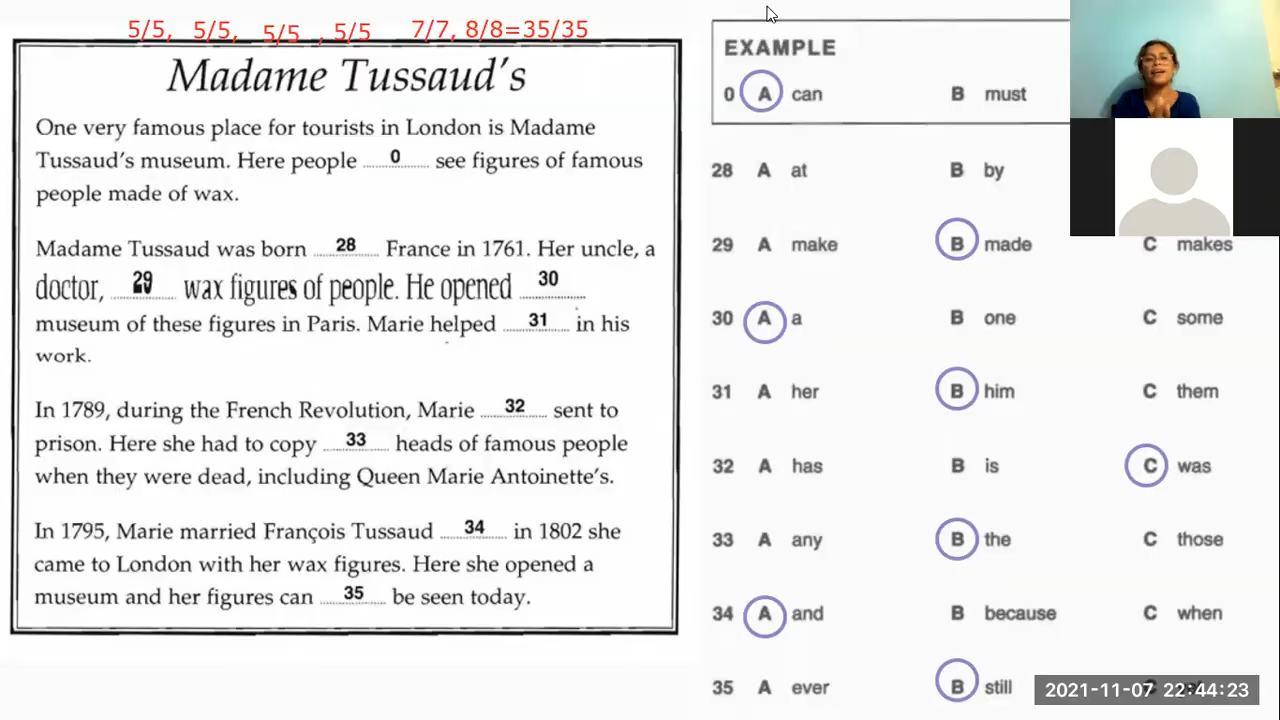 5/5, 5/5, 5/5 , 5/5 7/7, 8/8=35/35
Madame Tussaud's
One very famous place for tourists in London is Madame
Tussaud's museum. Here people ........0........ see figures of famous
people made of wax.
Madame Tussaud was born ........28........ France in 1761. Her uncle, a
doctor, ........29........ wax figures of people. He opened ........30........
museum of these figures in Paris. Marie helped ........31........ in his
work.
In 1789, during the French Revolution, Marie ........32........ sent to
prison. Here she had to copy ........33........ heads of famous people
when they were dead, including Queen Marie Antoinette's.
In 1795, Marie married François Tussaud ........34........ in 1802 she
came to London with her wax figures. Here she opened a
museum and her figures can ........35........ be seen today.
EXAMPLE
0 A can B must
28 A at B by
29 A make B made C makes
30 A a B one C some
31 A her B him C them
32 A has B is C was
33 A any B the C those
34 A and B because C when
35 A ever B still
2021-11-07 22:44:23